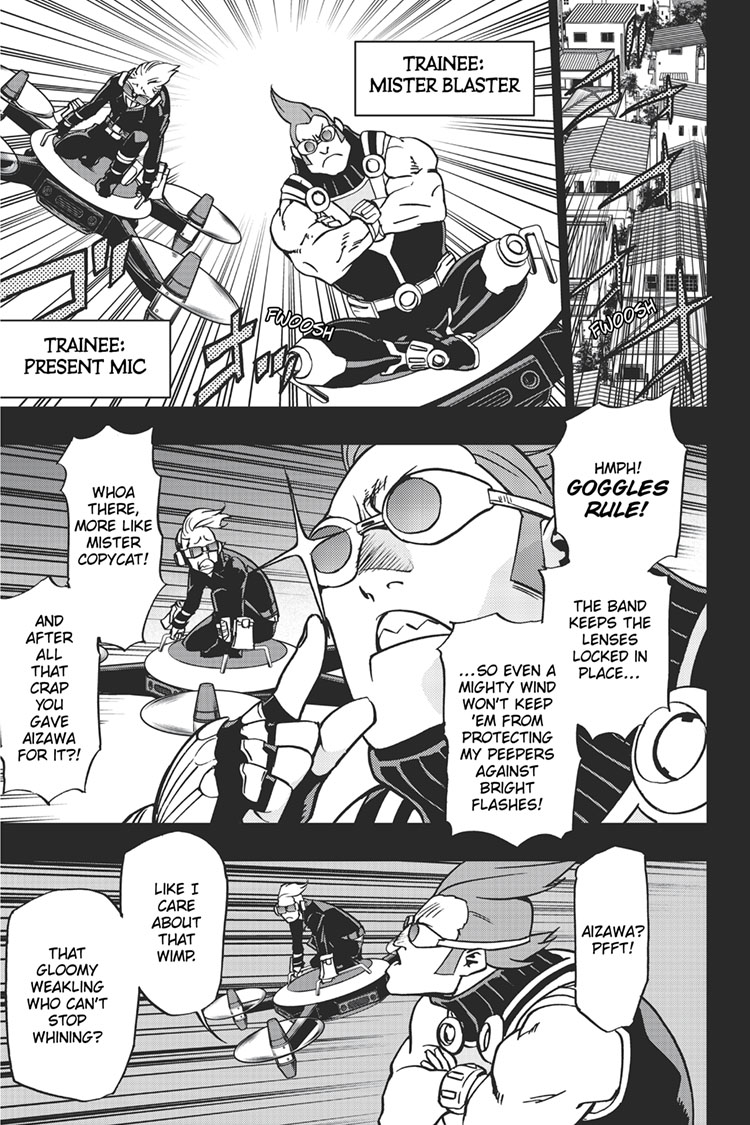 TRAINEE:
MISTER BLASTER
FWOOSH
FWOOSH
TRAINEE:
PRESENT MIC
HMPH!
GOGGLES
RULE!
THE BAND
KEEPS THE
LENSES
LOCKED IN
PLACE...
...SO EVEN A
MIGHTY WIND
WON'T KEEP
'EM FROM
PROTECTING
MY PEEPERS
AGAINST
BRIGHT
FLASHES!
WHOA
THERE,
MORE LIKE
MISTER
COPYCAT!
AND
AFTER
ALL
THAT
CRAP
YOU
GAVE
AIZAWA
FOR IT?!
AIZAWA?
PFFT!
LIKE I
CARE
ABOUT
THAT
WIMP.
THAT
GLOOMY
WEAKLING
WHO CAN'T
STOP
WHINING?